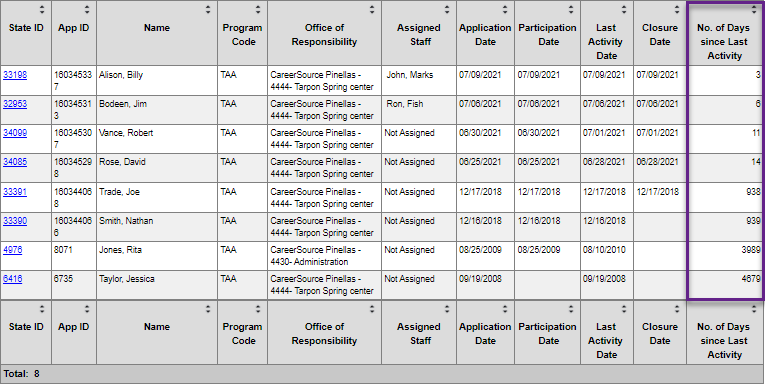 State ID App ID Name Program Code Office of Responsibility Assigned Staff Application Date Participation Date Last Activity Date Closure Date No. of Days since Last Activity
33198 160345337 Alison, Billy TAA CareerSource Pinellas - 4444- Tarpon Spring center John, Marks 07/09/2021 07/09/2021 07/09/2021 07/09/2021 3
32953 160345313 Bodeen, Jim TAA CareerSource Pinellas - 4444- Tarpon Spring center Ron, Fish 07/06/2021 07/06/2021 07/06/2021 07/06/2021 6
34099 160345307 Vance, Robert TAA CareerSource Pinellas - 4444- Tarpon Spring center Not Assigned 06/30/2021 06/30/2021 07/01/2021 07/01/2021 11
34085 160345298 Rose, David TAA CareerSource Pinellas - 4444- Tarpon Spring center Not Assigned 06/25/2021 06/25/2021 06/28/2021 06/28/2021 14
33391 160344068 Trade, Joe TAA CareerSource Pinellas - 4444- Tarpon Spring center Not Assigned 12/17/2018 12/17/2018 12/17/2018 12/17/2018 938
33390 160344066 Smith, Nathan TAA CareerSource Pinellas - 4444- Tarpon Spring center Not Assigned 12/16/2018 12/16/2018 12/16/2018 939
4976 8071 Jones, Rita TAA CareerSource Pinellas - 4430- Administration Not Assigned 08/25/2009 08/25/2009 08/10/2010 3989
6416 6735 Taylor, Jessica TAA CareerSource Pinellas - 4444- Tarpon Spring center Not Assigned 09/19/2008 09/19/2008 4679
State ID App ID Name Program Code Office of Responsibility Assigned Staff Application Date Participation Date Last Activity Date Closure Date No. of Days since Last Activity
Total: 8